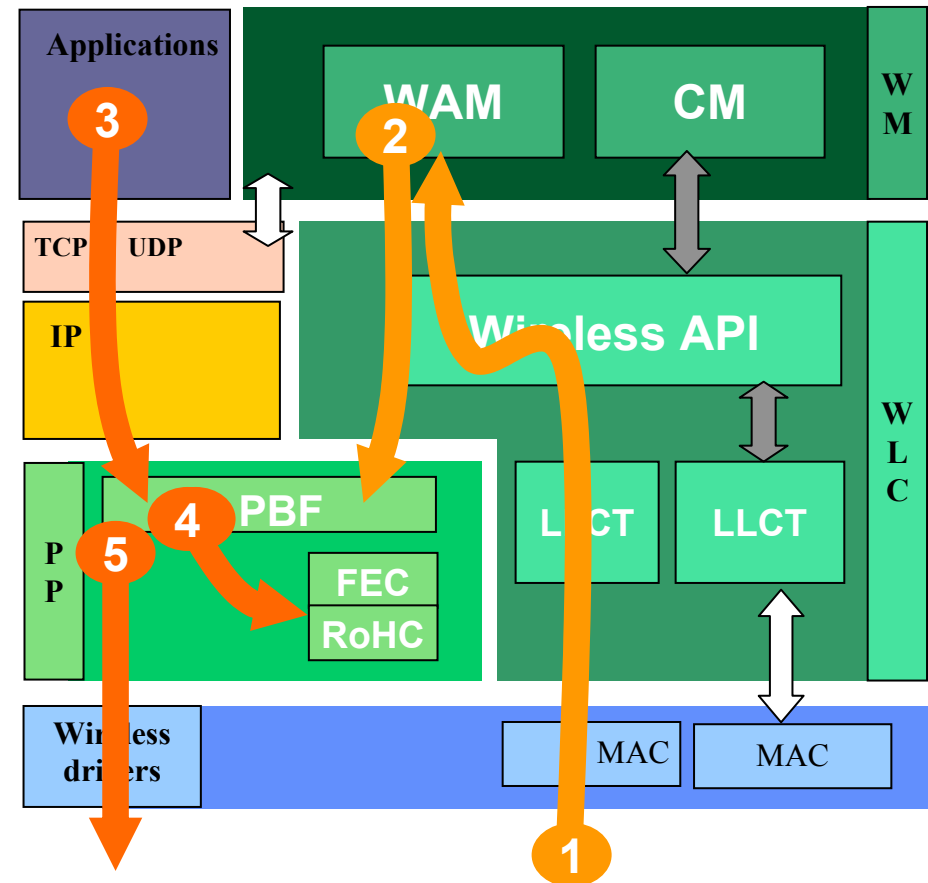 Applications
WAM
CM
W
M
3
2
TCP UDP
IP
Wireless API
W
L
C
PBF
4
5
P
P
FEC
RoHC
LLCT
LLCT
Wireless
drivers
MAC
MAC
1